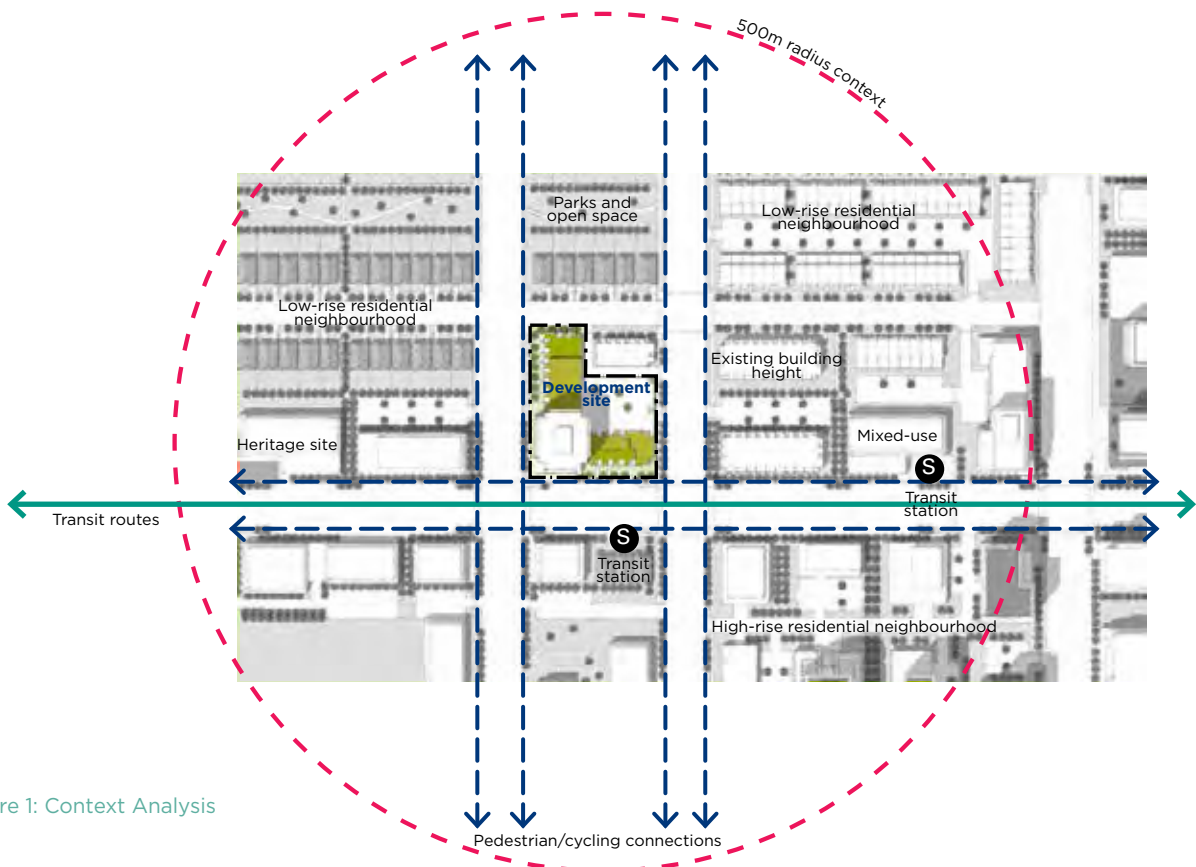 500m radius context
Parks and
open space
Low-rise residential
neighbourhood
Low-rise residential
neighbourhood
Existing building
height
Development
site
Heritage site
Mixed-use
S
Transit
station
Transit routes
S
Transit
station
High-rise residential neighbourhood
re 1: Context Analysis
Pedestrian/cycling connections